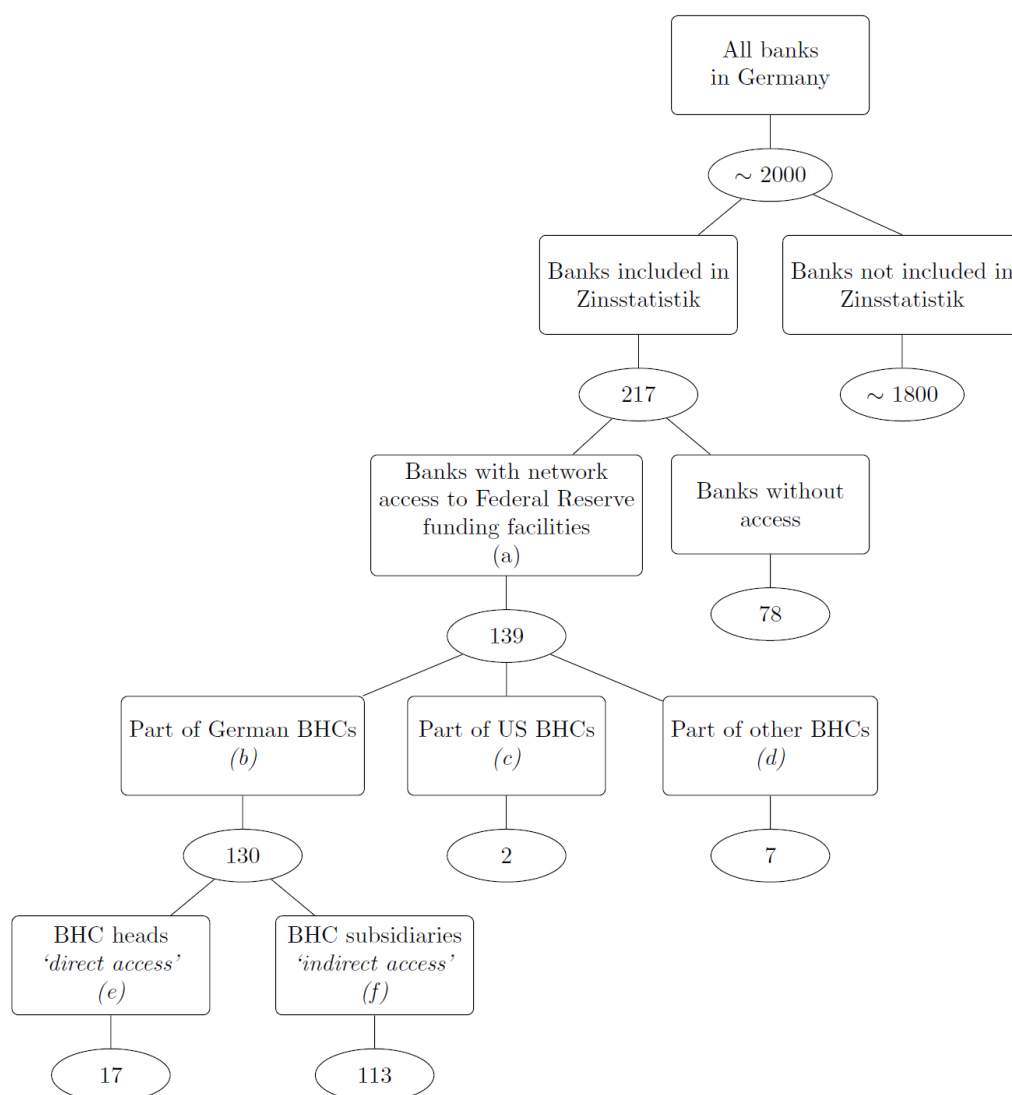 All banks
in Germany
∼ 2000
Banks included in
Zinsstatistik
Banks not included in
Zinsstatistik
217
∼ 1800
Banks with network
access to Federal Reserve
funding facilities
(a)
Banks without
access
139
78
Part of German BHCs
(b)
Part of US BHCs
(c)
Part of other BHCs
(d)
130
2
7
BHC heads
‘direct access’
(e)
BHC subsidiaries
‘indirect access’
(f)
17
113